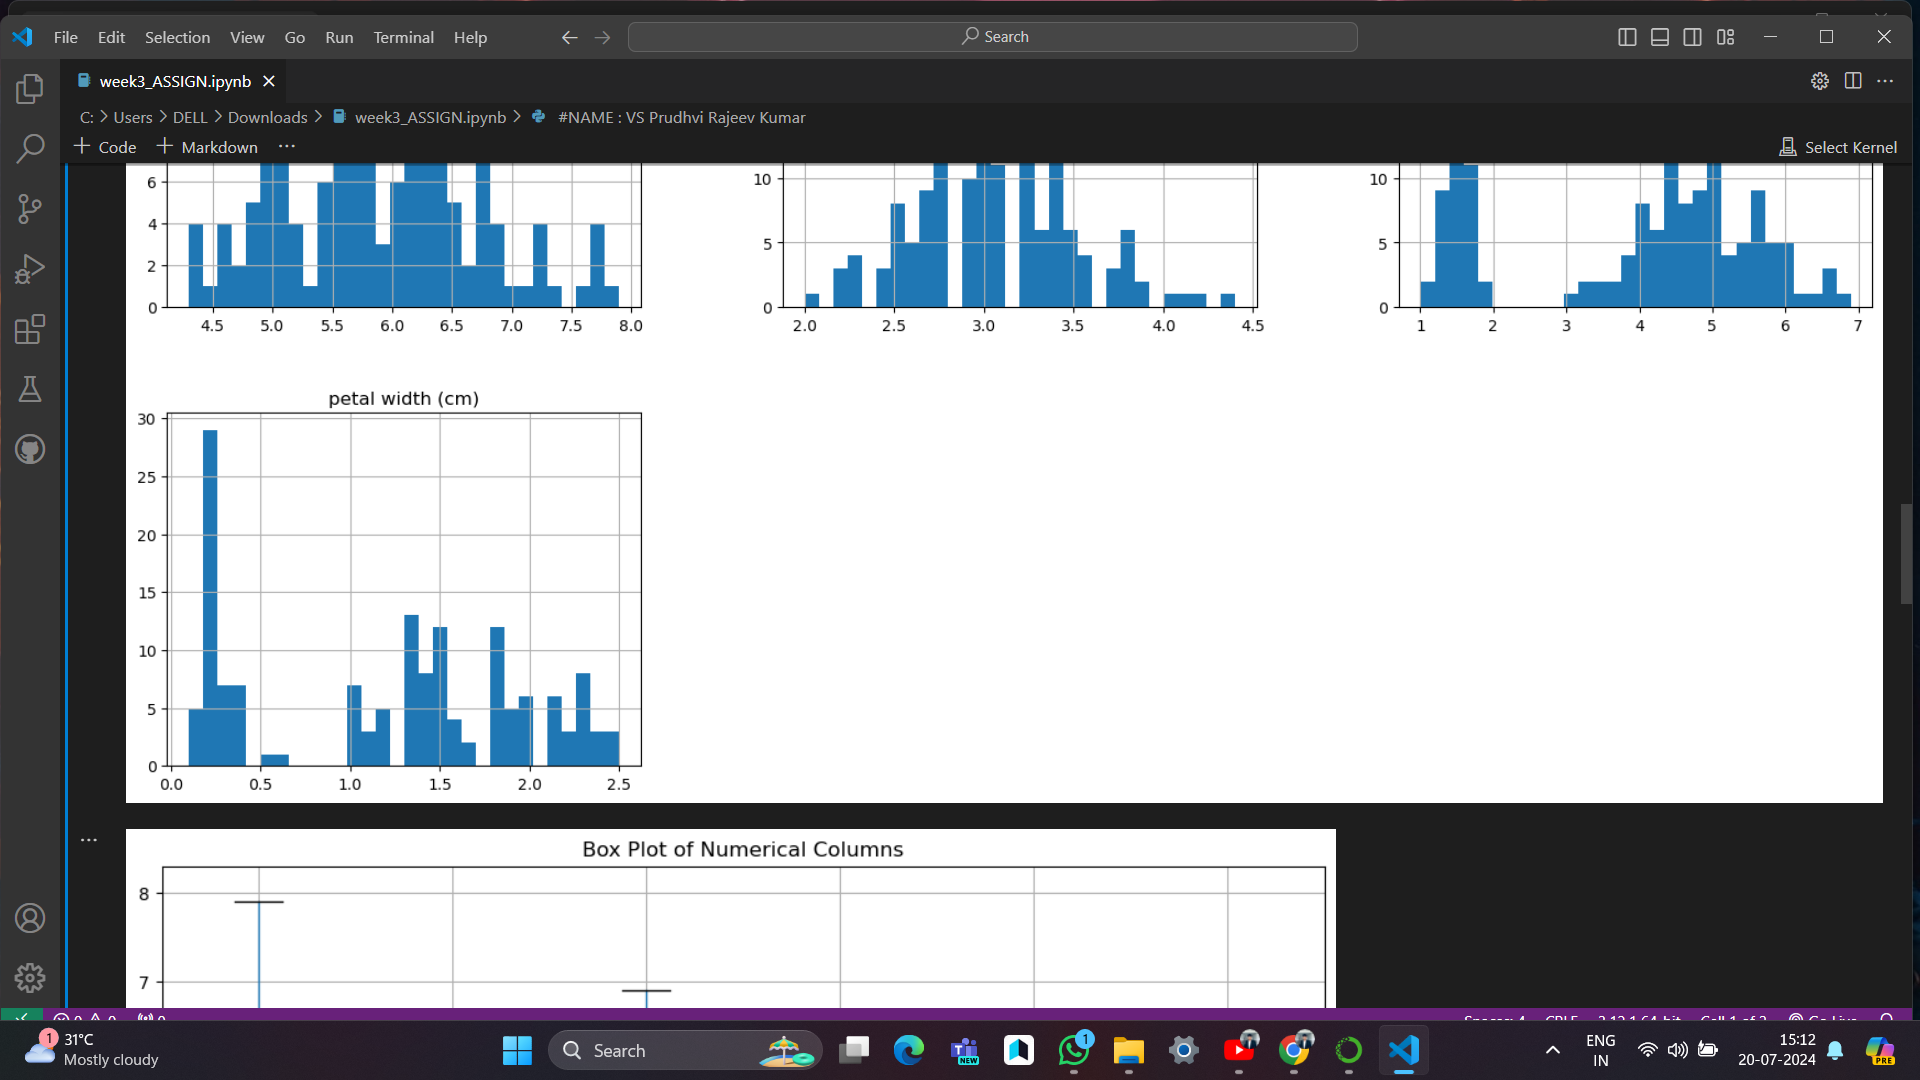 File Edit Selection View Go Run Terminal Help Search
week3_ASSIGN.ipynb
C: > Users > DELL > Downloads > week3_ASSIGN.ipynb > #NAME : VS Prudhvi Rajeev Kumar
+ Code + Markdown ... Select Kernel
6
4
2
0
4.5 5.0 5.5 6.0 6.5 7.0 7.5 8.0
10
5
0
2.0 2.5 3.0 3.5 4.0 4.5
10
5
0
1 2 3 4 5 6 7
petal width (cm)
30
25
20
15
10
5
0
0.0 0.5 1.0 1.5 2.0 2.5
...
Box Plot of Numerical Columns
8
7
1
31°C
Mostly cloudy
Search
NEW
1
ENG
IN
15:12
20-07-2024
PRE